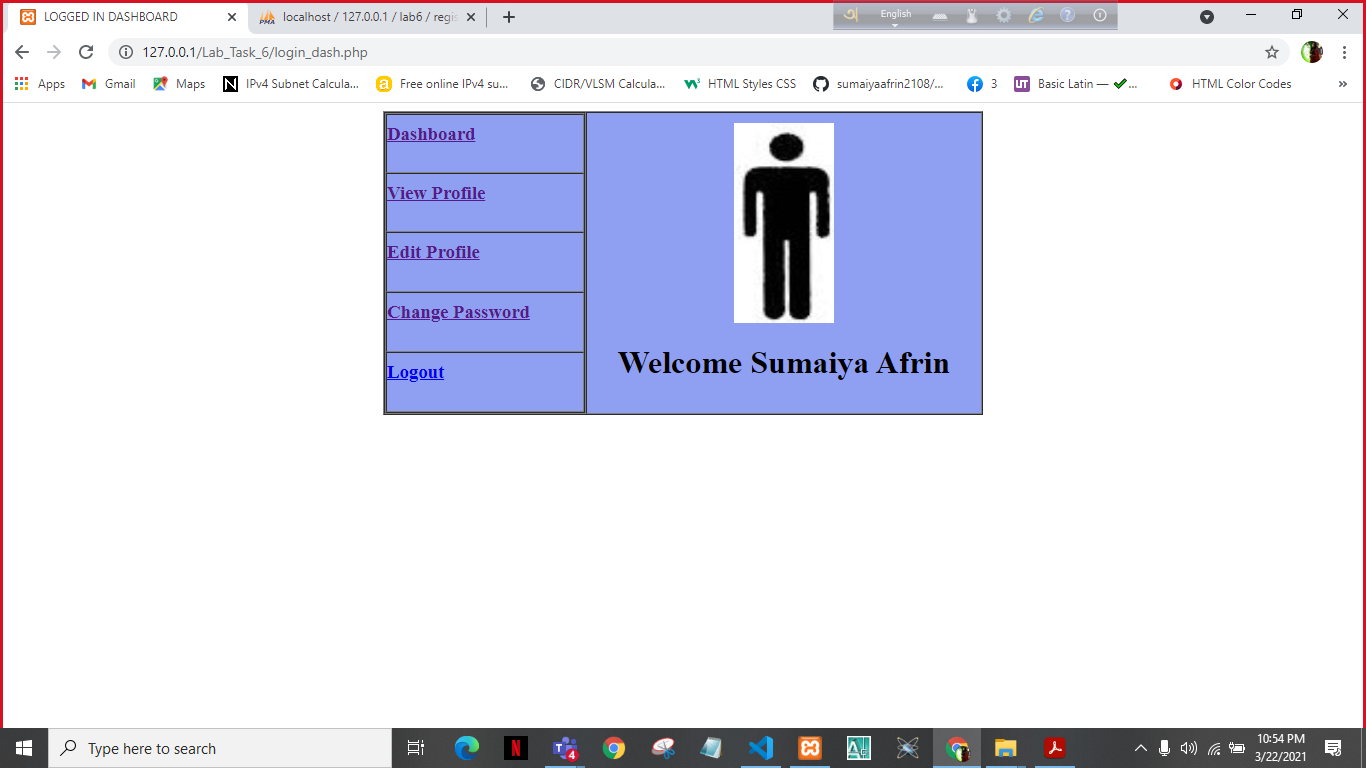 LOGGED IN DASHBOARD
localhost / 127.0.0.1 / lab6 / regis
English
127.0.0.1/Lab_Task_6/login_dash.php
Apps
Gmail
Maps
IPv4 Subnet Calcula...
Free online IPv4 su...
CIDR/VLSM Calcula...
HTML Styles CSS
sumaiyaafrin2108/...
3
Basic Latin — ✔...
HTML Color Codes
»
Dashboard
View Profile
Edit Profile
Change Password
Logout
Welcome Sumaiya Afrin
Type here to search
4
10:54 PM
3/22/2021